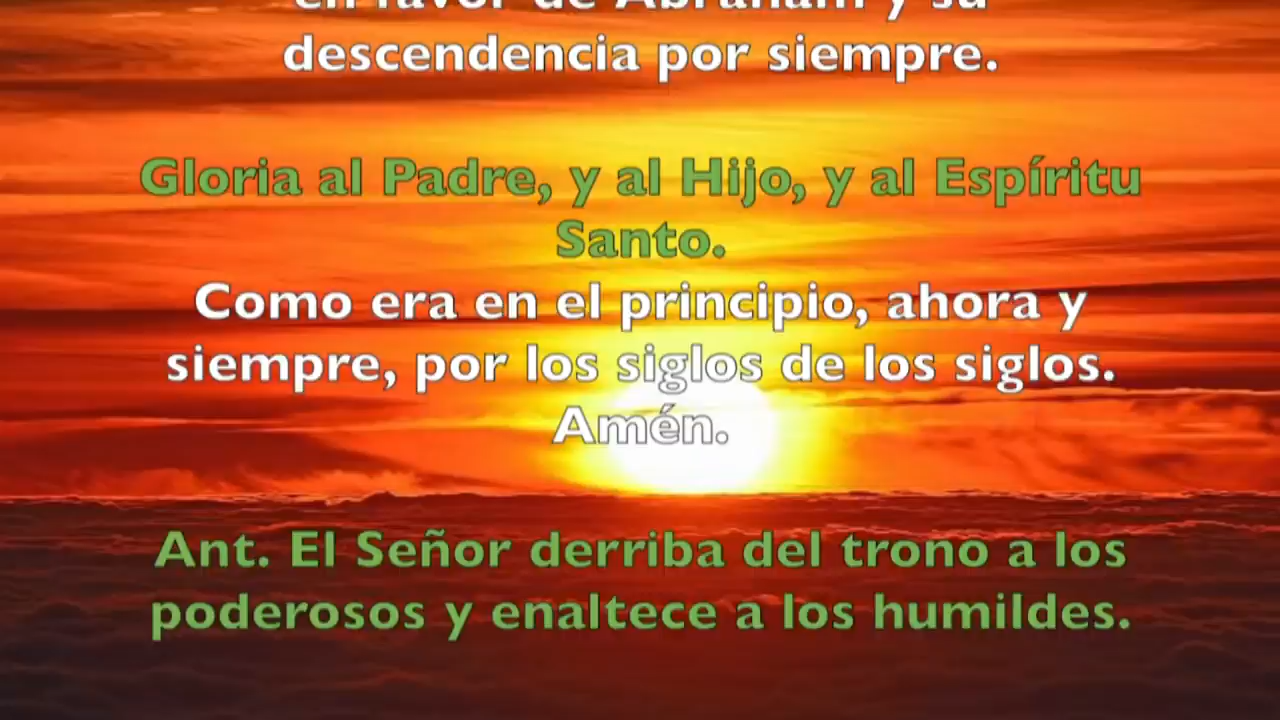 en favor de Abraham y su
descendencia por siempre.
Gloria al Padre, y al Hijo, y al Espíritu
Santo.
Como era en el principio, ahora y
siempre, por los siglos de los siglos.
Amén.
Ant. El Señor derriba del trono a los
poderosos y enaltece a los humildes.